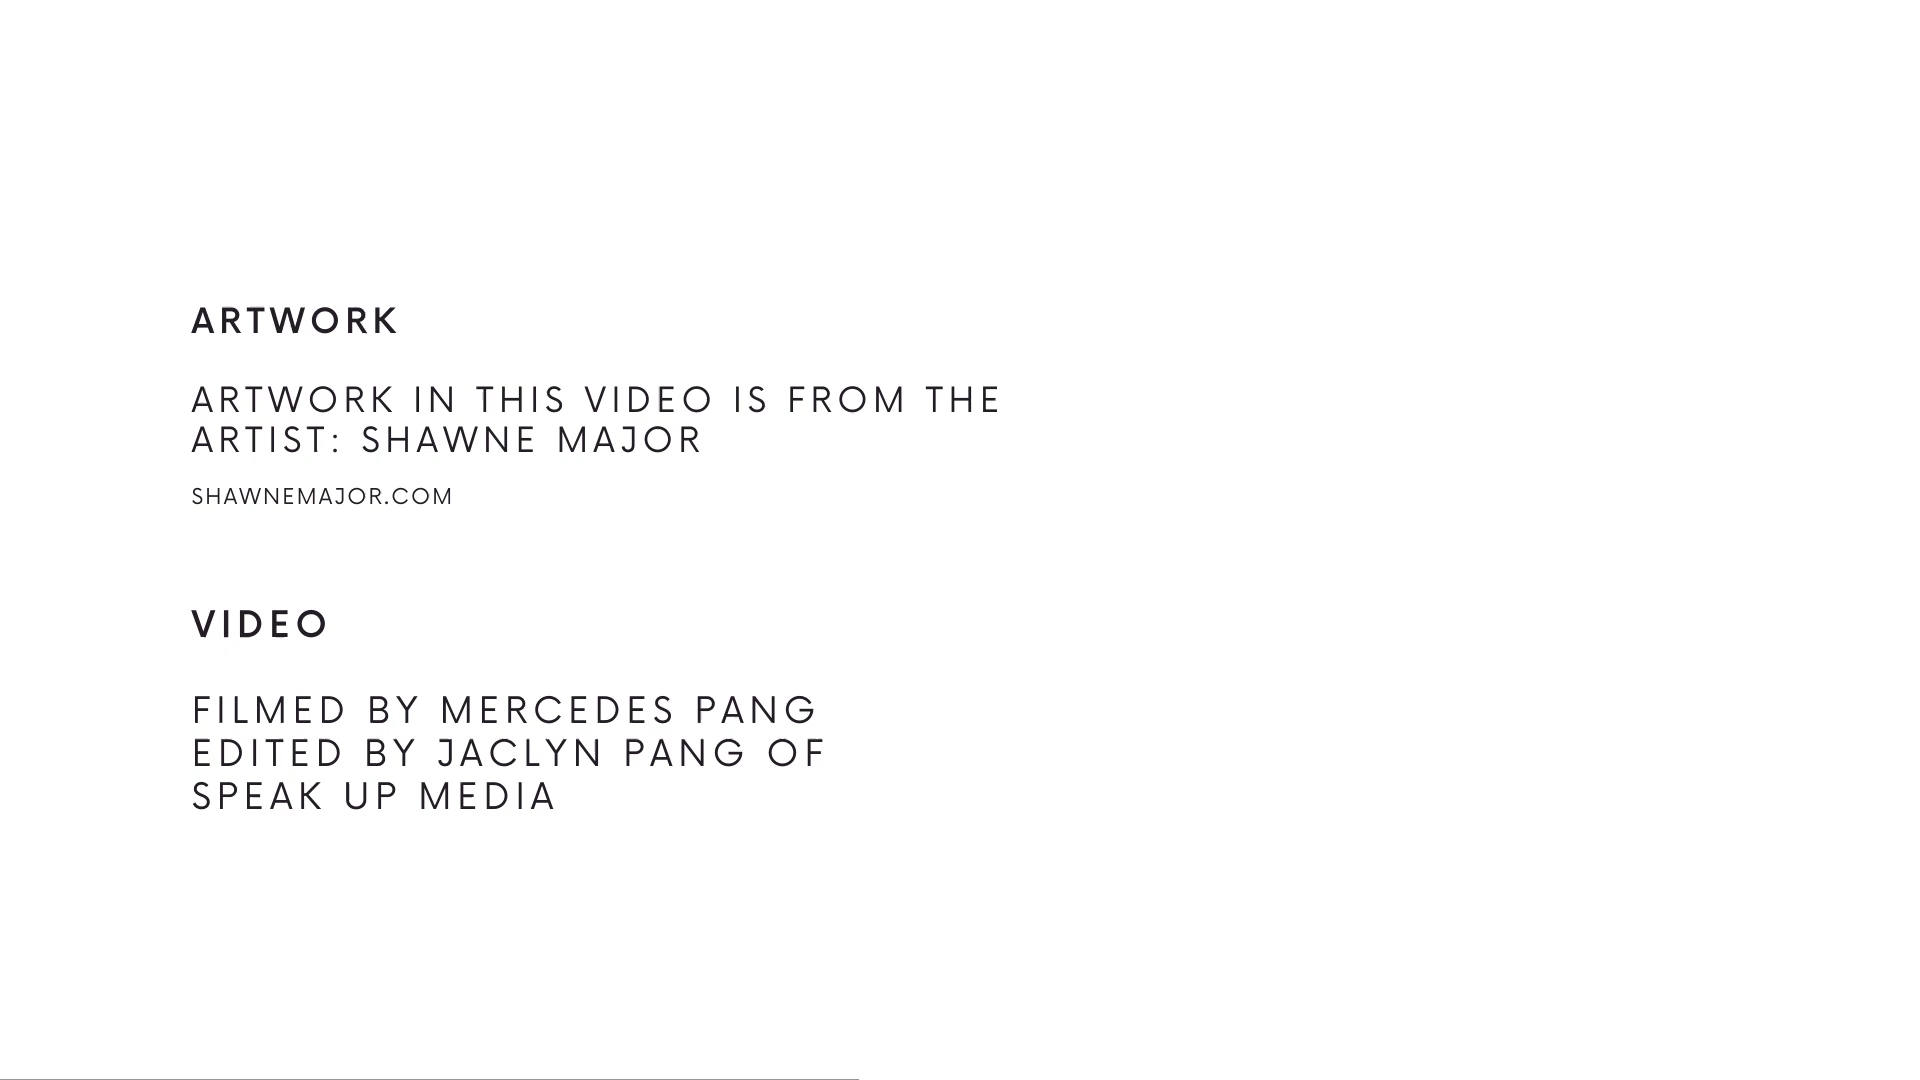 ARTWORK
ARTWORK IN THIS VIDEO IS FROM THE
ARTIST: SHAWNE MAJOR
SHAWNEMAJOR.COM
VIDEO
FILMED BY MERCEDES PANG
EDITED BY JACLYN PANG OF
SPEAK UP MEDIA